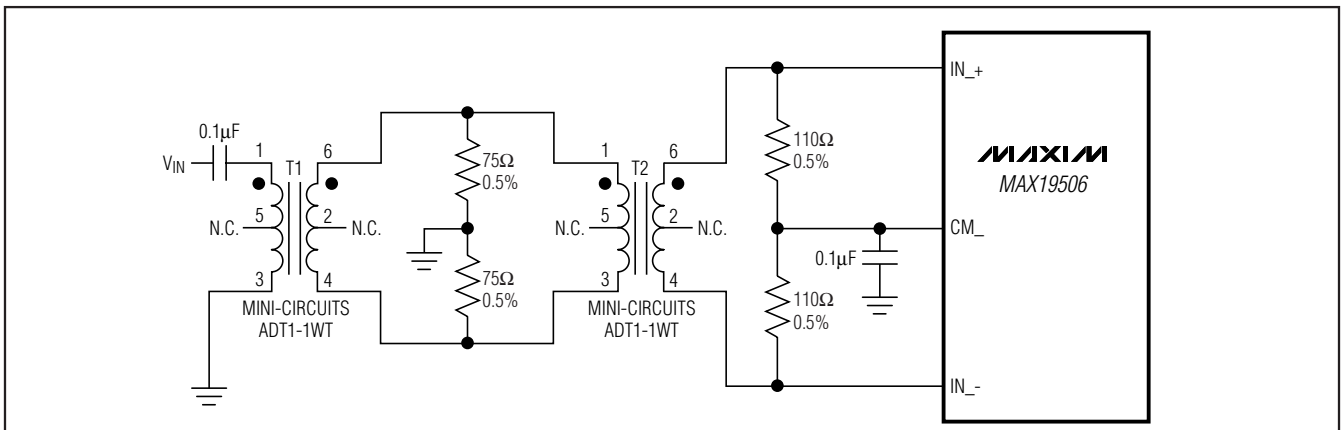 0.1μF
VIN
1
T1
6
5
2
N.C.
N.C.
3
4
MINI-CIRCUITS
ADT1-1WT
75Ω
0.5%
75Ω
0.5%
1
T2
6
5
2
N.C.
N.C.
3
4
MINI-CIRCUITS
ADT1-1WT
110Ω
0.5%
0.1μF
110Ω
0.5%
IN_+
MAXIM
MAX19506
CM_
IN_-